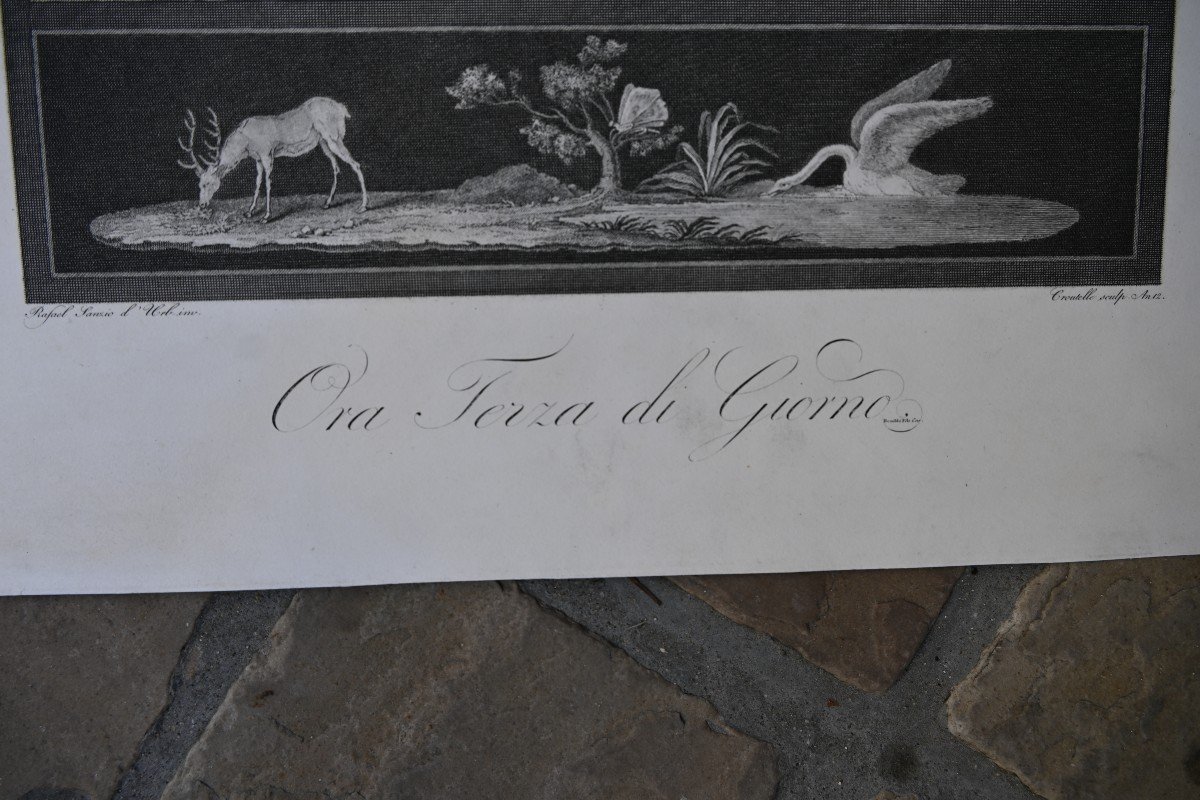 Rafael Sanzio d' Urb. inv.
Croutelle sculp. An 12.
Ora Terza di Giorno